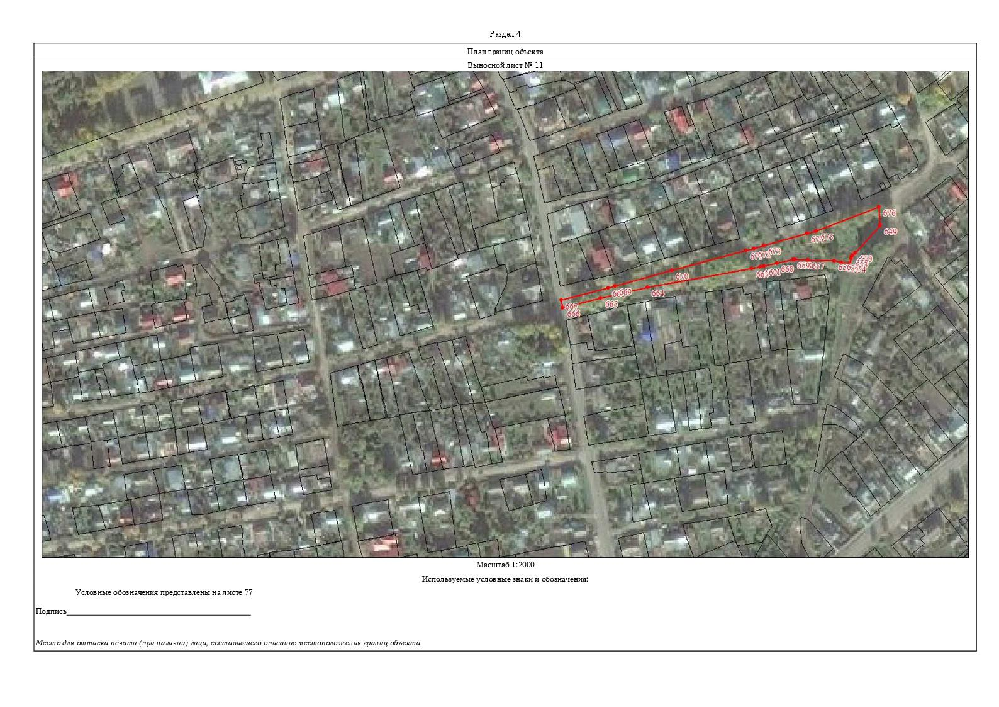 Раздел 4
План границ объекта
Выносной лист № 11
676
649
675
673
670
660
657
669
664
665
667
666
Масштаб 1:2000
Используемые условные знаки и обозначения:
Условные обозначения представлены на листе 77
Подпись
Место для оттиска печати (при наличии) лица, составившего описание местоположения границ объекта